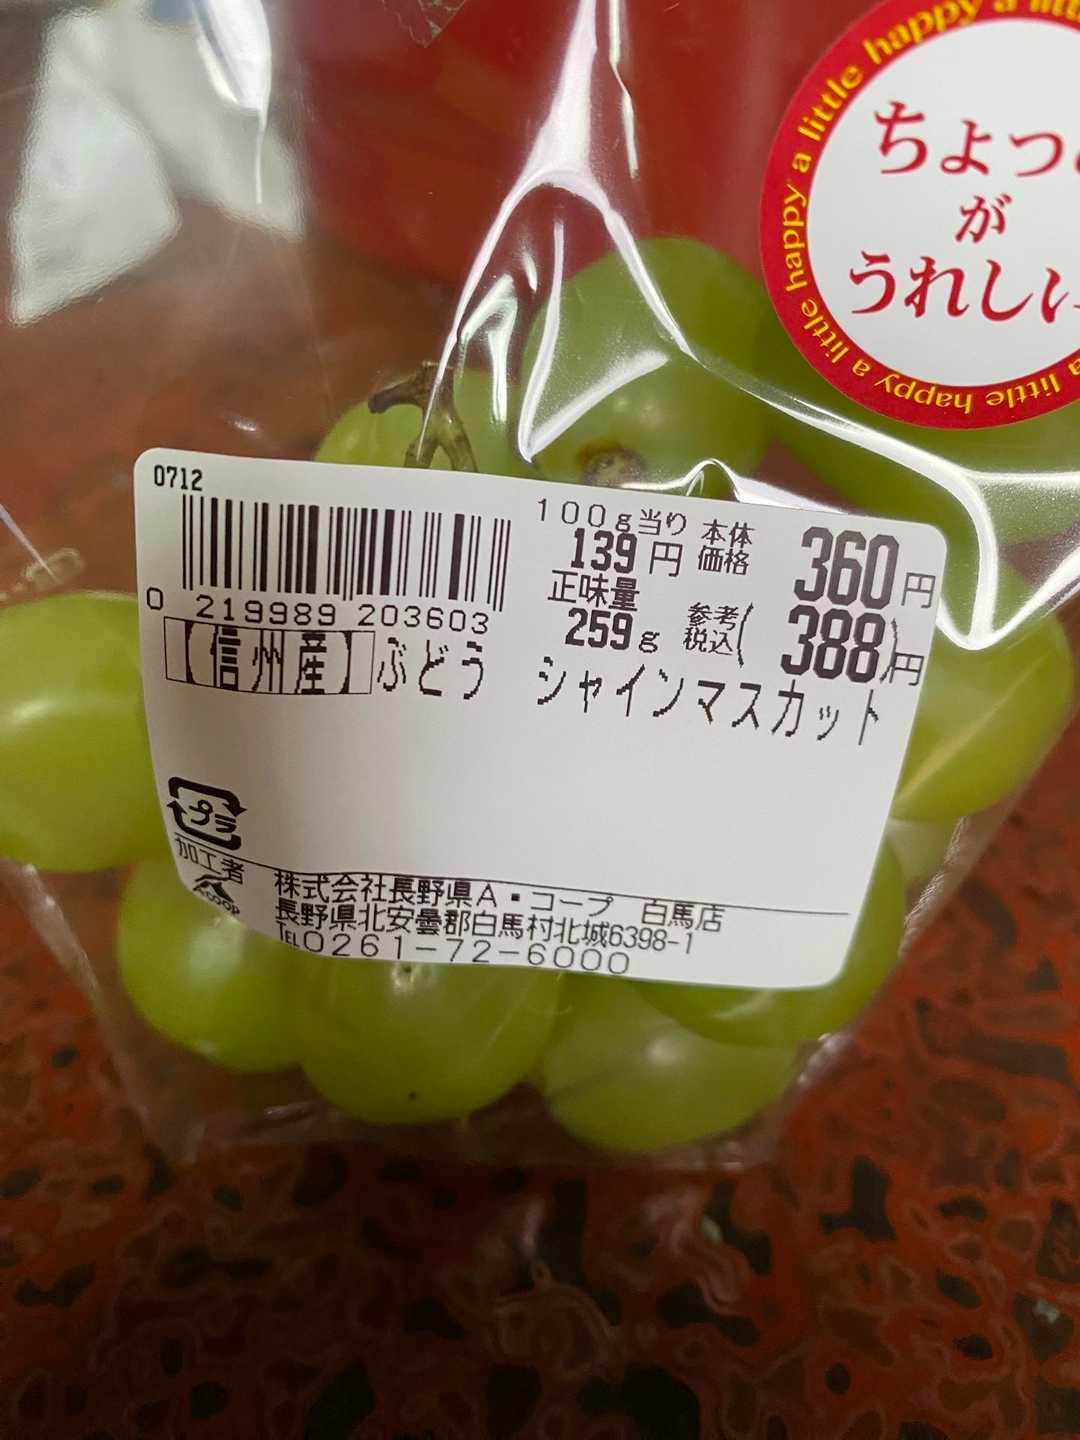 a little happy a little happy a little happy a little happy
ちょっと
が
うれしい
0712
100g当り 本体価格
139円 360円
正味量 参考税込
259g (388)円
0 219989 203603
【信州産】ぶどう シャインマスカット
プラ
加工者
A・COOP
株式会社長野県A・コープ 白馬店
長野県北安曇郡白馬村北城6398-1
TEL0261-72-6000